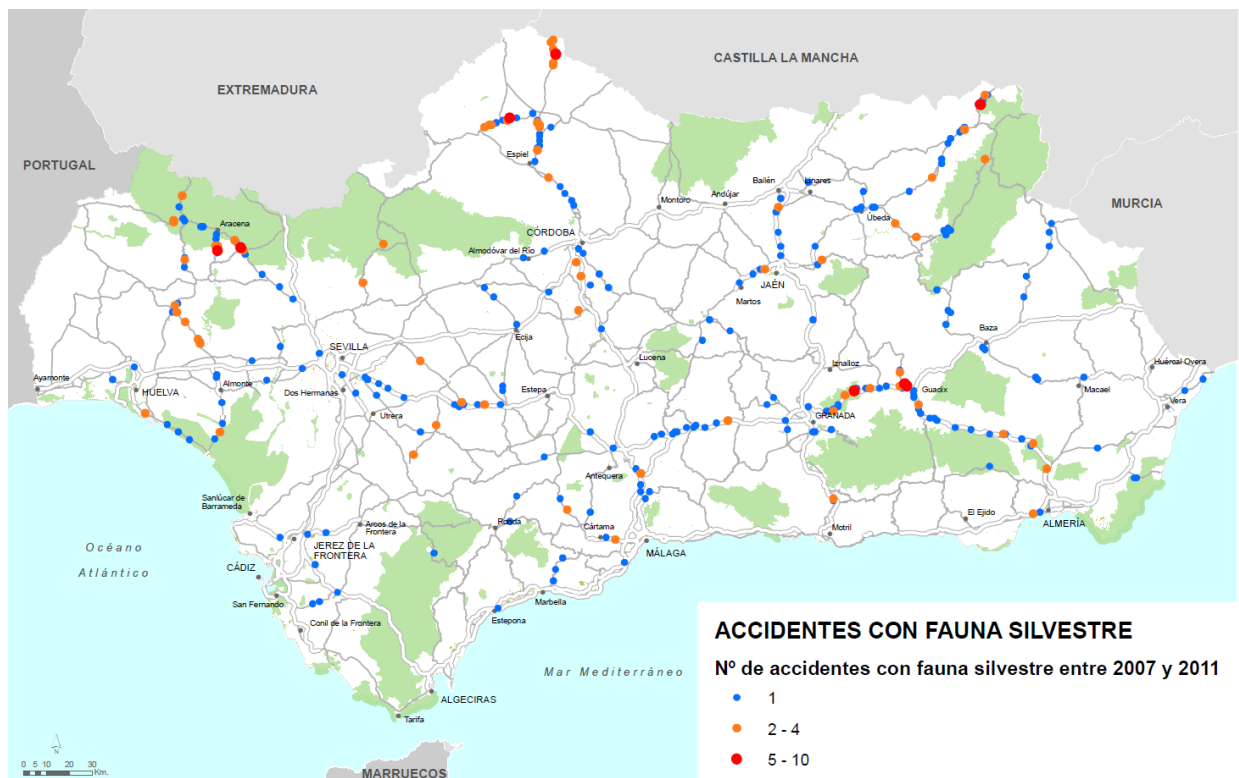 CASTILLA LA MANCHA
EXTREMADURA
PORTUGAL
Espiel
Bailén
Linares
Andújar
Montoro
MURCIA
Úbeda
Aracena
CÓRDOBA
Almodóvar del Río
JAÉN
Martos
Ecija
Baza
SEVILLA
Lucena
Iznalloz
Huércal Overa
Ayamonte
HUELVA
Almonte
Dos Hermanas
Estepa
Guadix
Macael
Utrera
GRANADA
Vera
Antequera
Sanlúcar de
Barrameda
El Ejido
ALMERÍA
Arcos de la
Frontera
Ronda
Cártama
Motril
Océano
Atlántico
JEREZ DE LA
FRONTERA
MÁLAGA
CÁDIZ
San Fernando
Marbella
Estepona
Conil de la Frontera
Mar Mediterráneo
ALGECIRAS
Tarifa
MARRUECOS
N
0 5 10 20 30
Km.
ACCIDENTES CON FAUNA SILVESTRE
Nº de accidentes con fauna silvestre entre 2007 y 2011
1
2 - 4
5 - 10